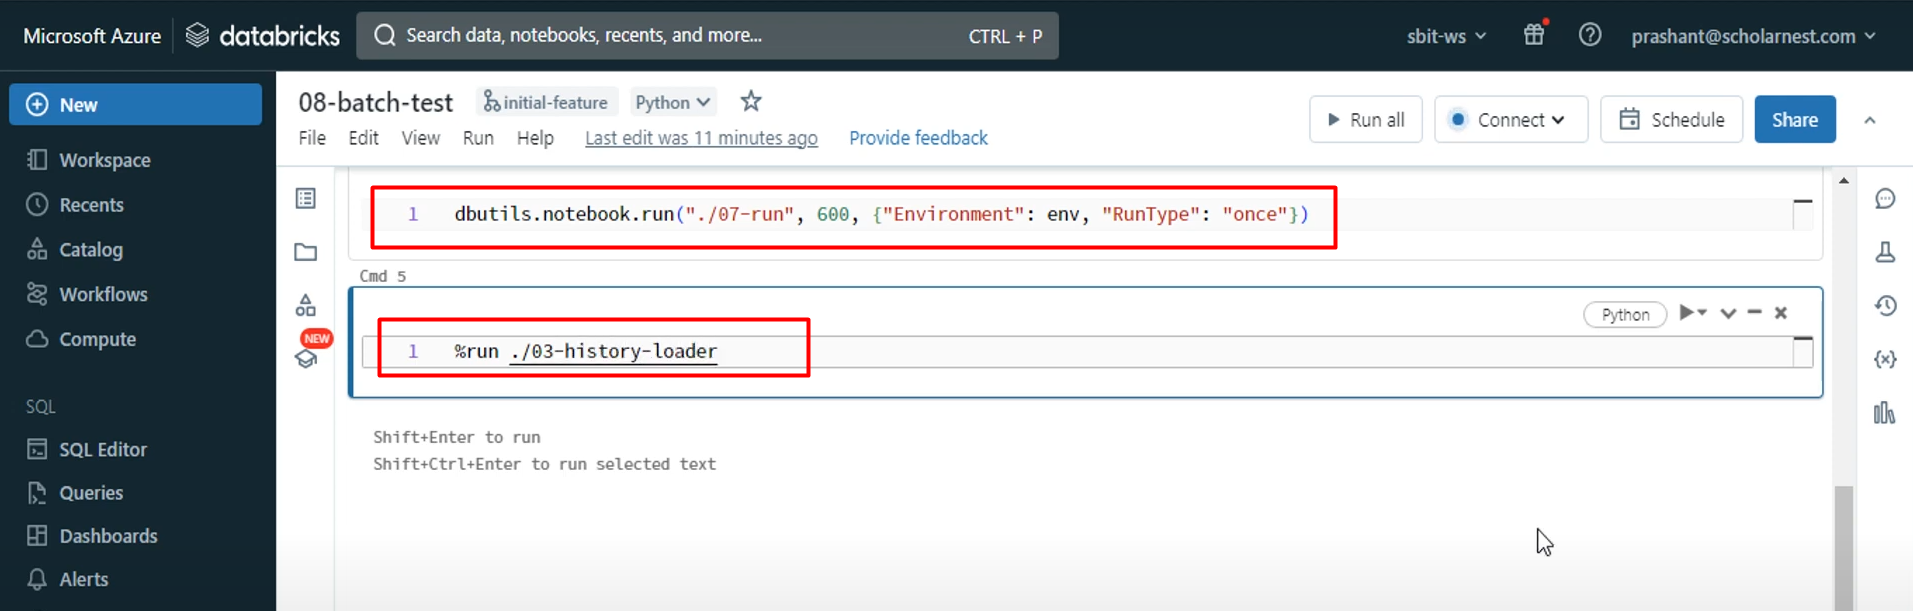 Microsoft Azure databricks Search data, notebooks, recents, and more... CTRL + P sbit-ws prashant@scholarnest.com
New
Workspace
Recents
Catalog
Workflows
Compute
SQL
SQL Editor
Queries
Dashboards
Alerts
08-batch-test initial-feature Python
File Edit View Run Help Last edit was 11 minutes ago Provide feedback
Run all Connect Schedule Share
NEW
1 dbutils.notebook.run("./07-run", 600, {"Environment": env, "RunType": "once"})
Cmd 5
Python
1 %run ./03-history-loader
Shift+Enter to run
Shift+Ctrl+Enter to run selected text